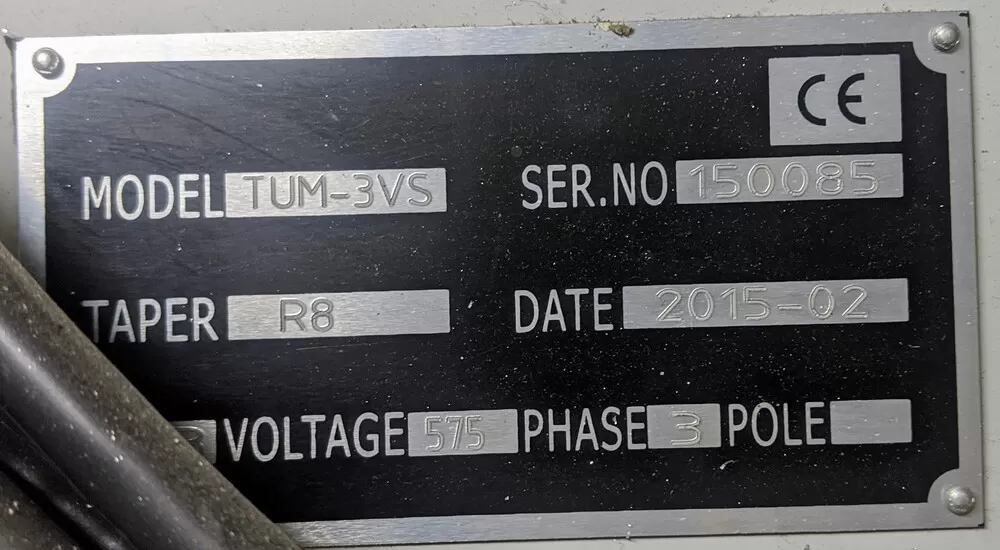 CE
MODEL TUM-3VS SER.NO 150085
TAPER R8 DATE 2015-02
VOLTAGE 575 PHASE 3 POLE